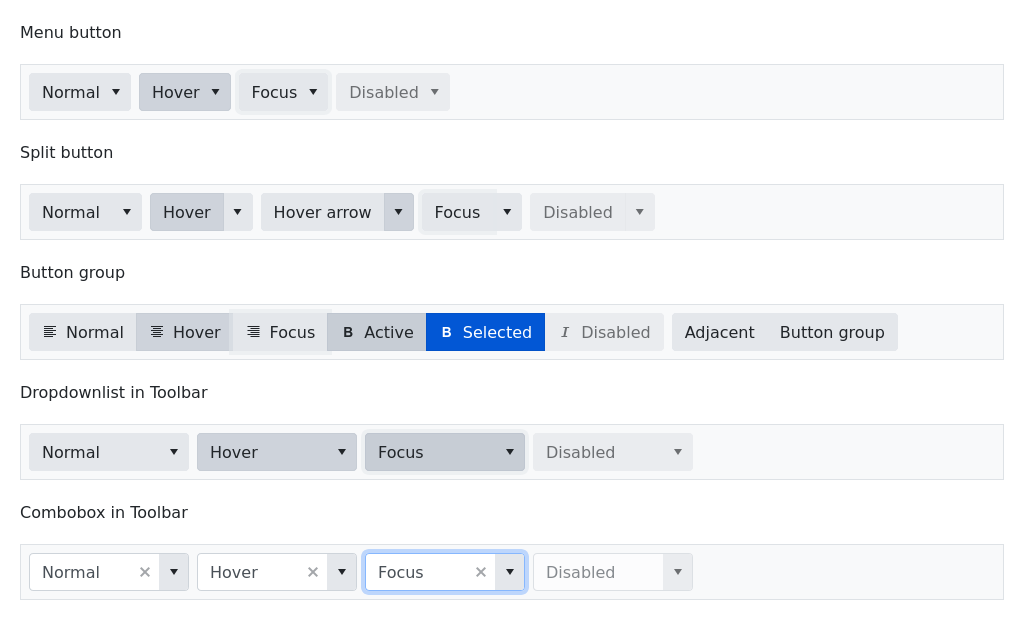 Menu button
Normal Hover Focus Disabled
Split button
Normal Hover Hover arrow Focus Disabled
Button group
Normal Hover Focus B Active B Selected I Disabled Adjacent Button group
Dropdownlist in Toolbar
Normal Hover Focus Disabled
Combobox in Toolbar
Normal Hover Focus Disabled